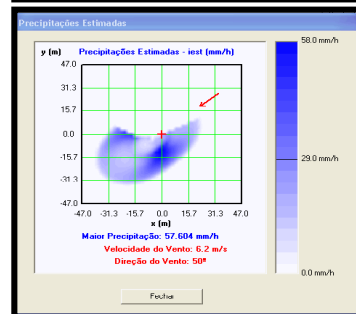 Precipitações Estimadas
58.0 mm/h
y (m) Precipitações Estimadas - iest (mm/h)
47.0
31.3
15.7
0.0
-15.7
-31.3
-47.0
29.0 mm/h
47.0 -31.3 -15.7 0.0 15.7 31.3 47.0
x (m)
Maior Precipitação: 57.604 mm/h
Velocidade do Vento: 6.2 m/s
Direção do Vento: 50º
0.0 mm/h
Fechar